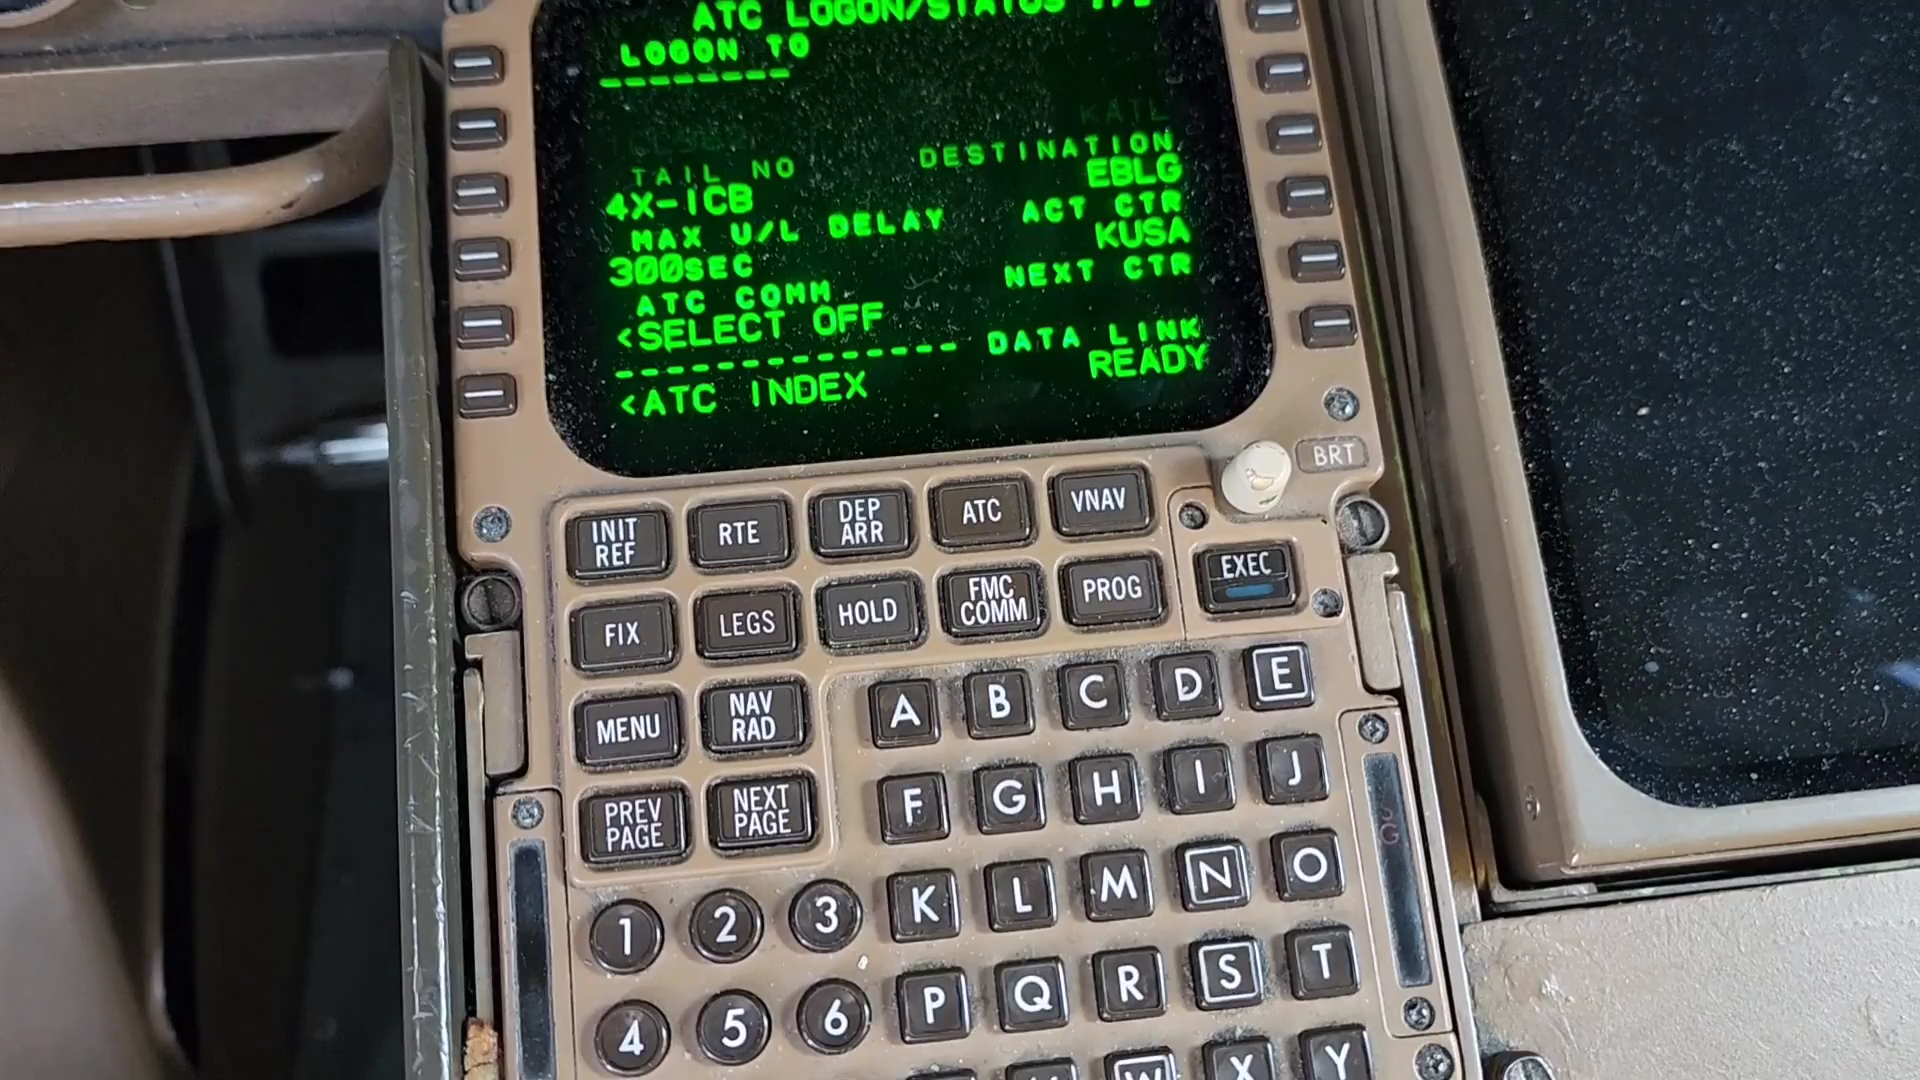 ATC LOGON/STATUS
LOGON TO
--------
TAIL NO DESTINATION
4X-ICB EBLG
MAX U/L DELAY ACT CTR
300SEC KUSA
ATC COMM NEXT CTR
<SELECT OFF
-------------- DATA LINK
<ATC INDEX READY
BRT
INIT REF RTE DEP ARR ATC VNAV
EXEC
FIX LEGS HOLD FMC COMM PROG
MENU NAV RAD
PREV PAGE NEXT PAGE
A B C D E
F G H I J
K L M N O
P Q R S T
W X Y
1 2 3
4 5 6